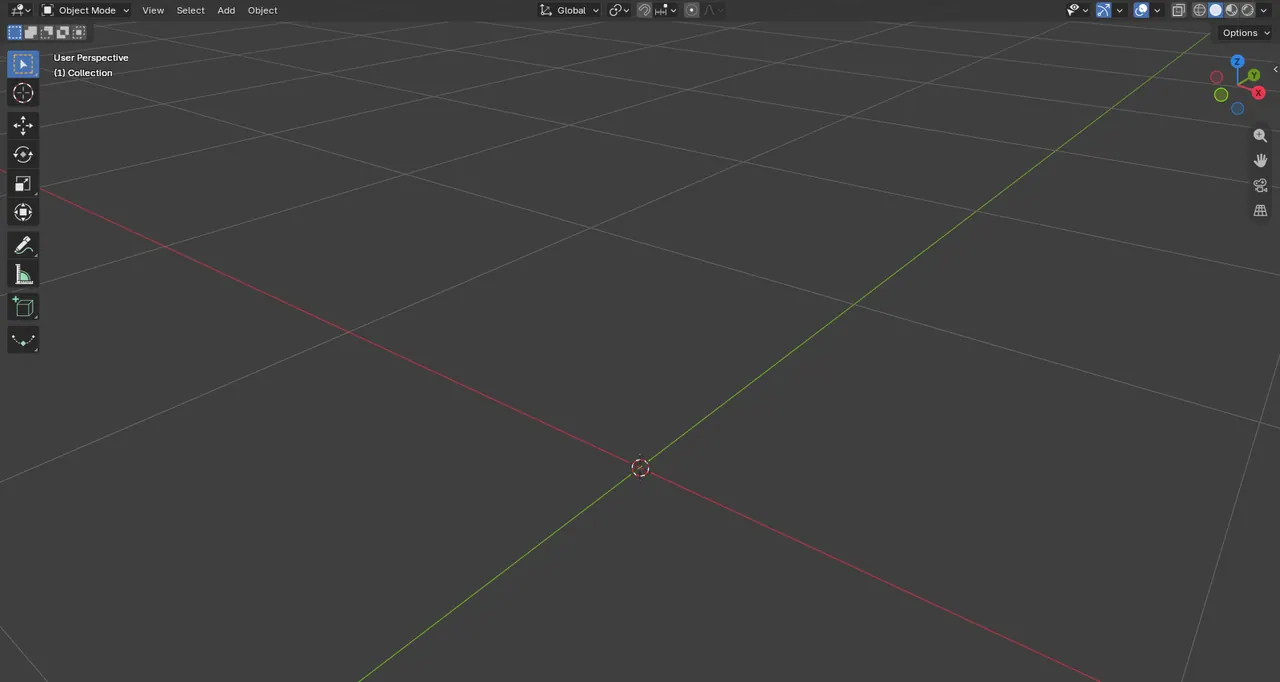 Object Mode View Select Add Object Global
Options
User Perspective
(1) Collection
Z
Y
X